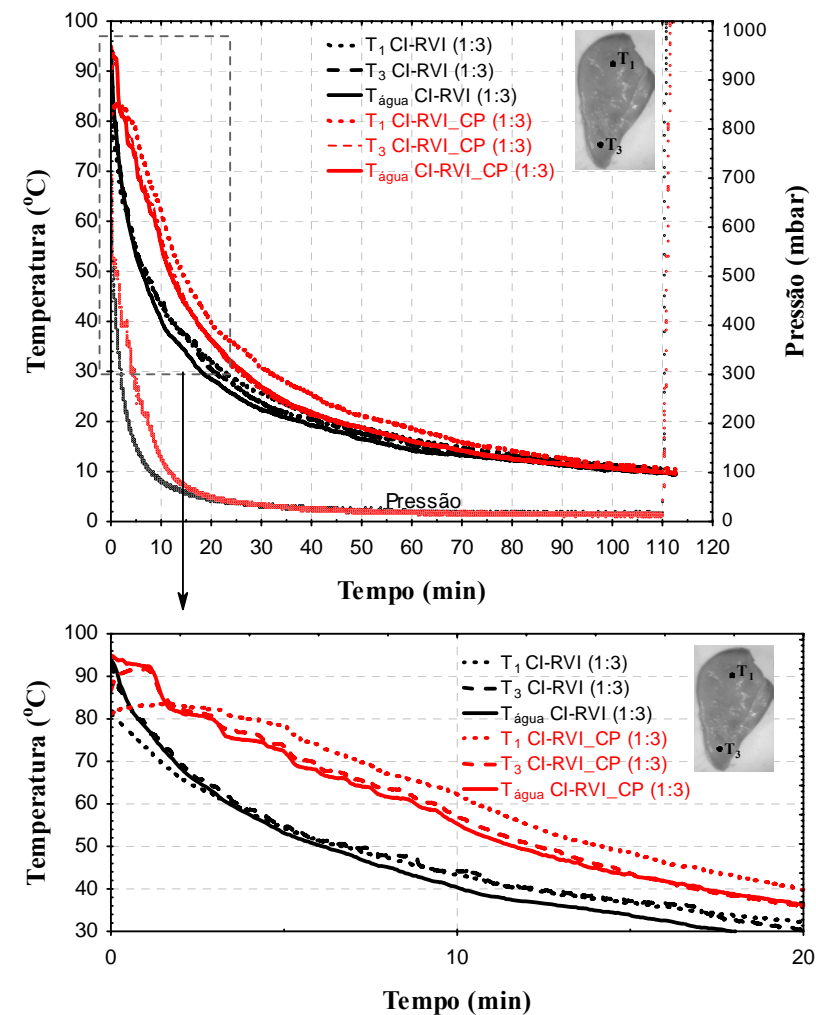 100
90
80
70
60
50
40
30
20
10
0
Temperatura (°C)
T1 CI-RVI (1:3)
T3 CI-RVI (1:3)
Tágua CI-RVI (1:3)
T1 CI-RVI_CP (1:3)
T3 CI-RVI_CP (1:3)
Tágua CI-RVI_CP (1:3)
T1
T3
Pressão
1000
900
800
700
600
500
400
300
200
100
0
Pressão (mbar)
0 10 20 30 40 50 60 70 80 90 100 110 120
Tempo (min)
100
90
80
70
60
50
40
30
Temperatura (°C)
T1 CI-RVI (1:3)
T3 CI-RVI (1:3)
Tágua CI-RVI (1:3)
T1 CI-RVI_CP (1:3)
T3 CI-RVI_CP (1:3)
Tágua CI-RVI_CP (1:3)
T1
T3
0 10 20
Tempo (min)